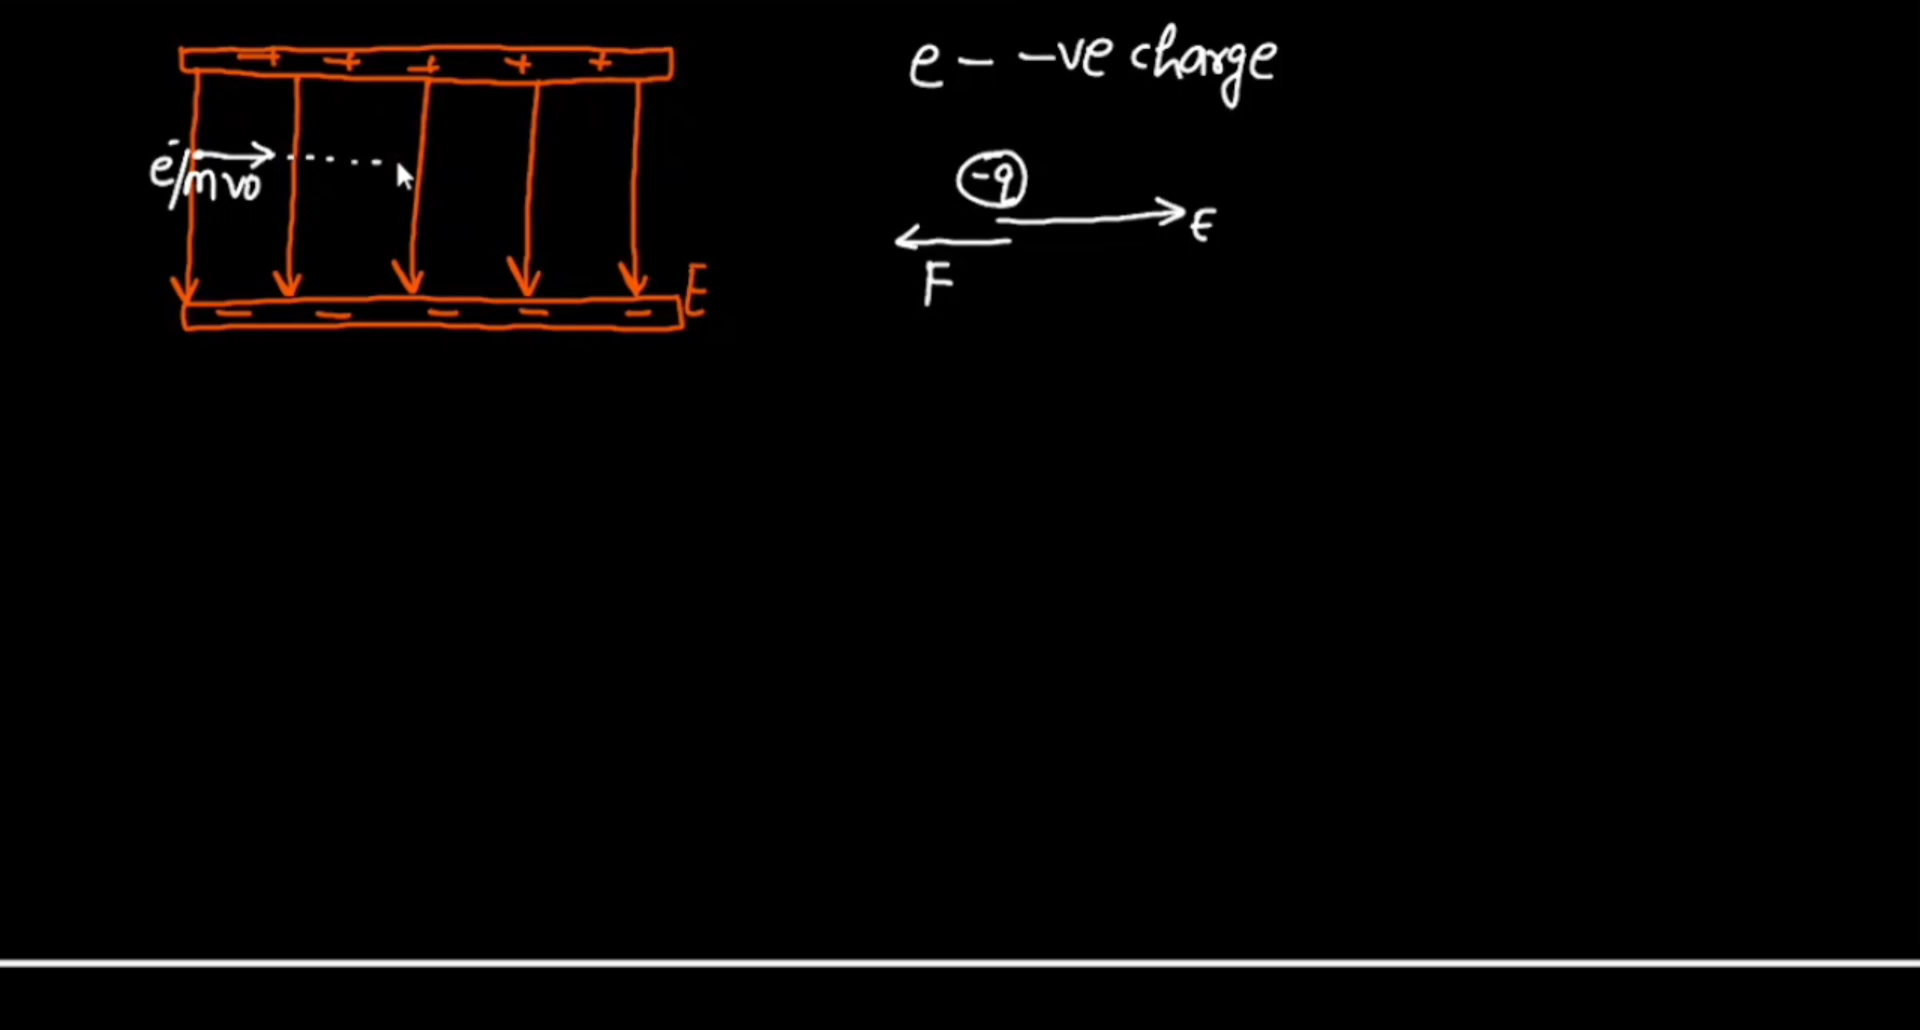 + + + + +
e⁻/m v0
E
- - - - -
e - -ve charge
-q
E
F